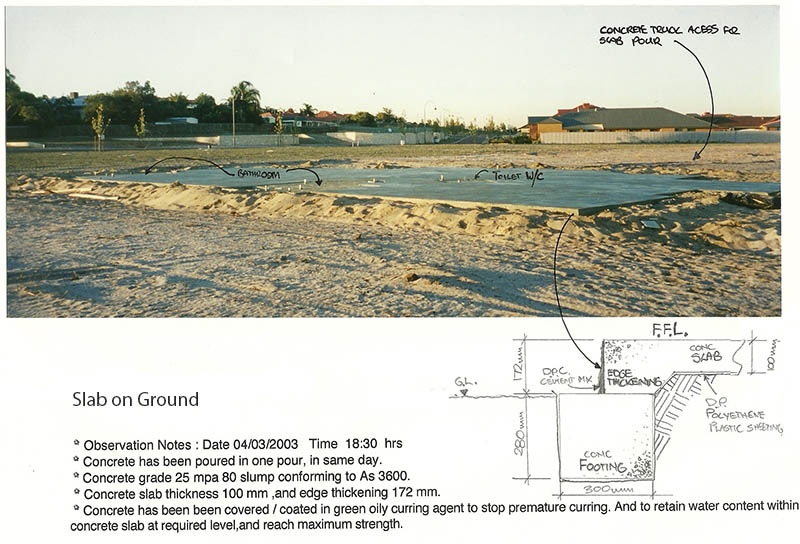 CONCRETE TRUCK ACESS FOR
SLAB POUR
BATHROOM
TOILET W/C
F.F.L.
CONC
SLAB
100mm
172mm
EDGE
THICKENING
D.P.C.
CEMENT MIX
G.L.
D.P.
POLYETHENE
PLASTIC SHEETING
280mm
CONC
FOOTING
300mm
Slab on Ground
* Observation Notes : Date 04/03/2003 Time 18:30 hrs
* Concrete has been poured in one pour, in same day.
* Concrete grade 25 mpa 80 slump conforming to As 3600.
* Concrete slab thickness 100 mm ,and edge thickening 172 mm.
* Concrete has been been covered / coated in green oily curring agent to stop premature curring. And to retain water content within
concrete slab at required level,and reach maximum strength.